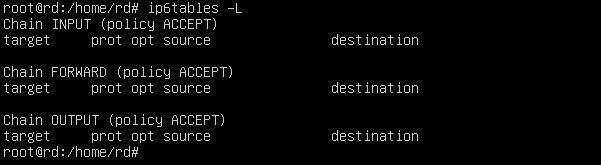 root@rd:/home/rd# ip6tables -L
Chain INPUT (policy ACCEPT)
target     prot opt source               destination

Chain FORWARD (policy ACCEPT)
target     prot opt source               destination

Chain OUTPUT (policy ACCEPT)
target     prot opt source               destination
root@rd:/home/rd#